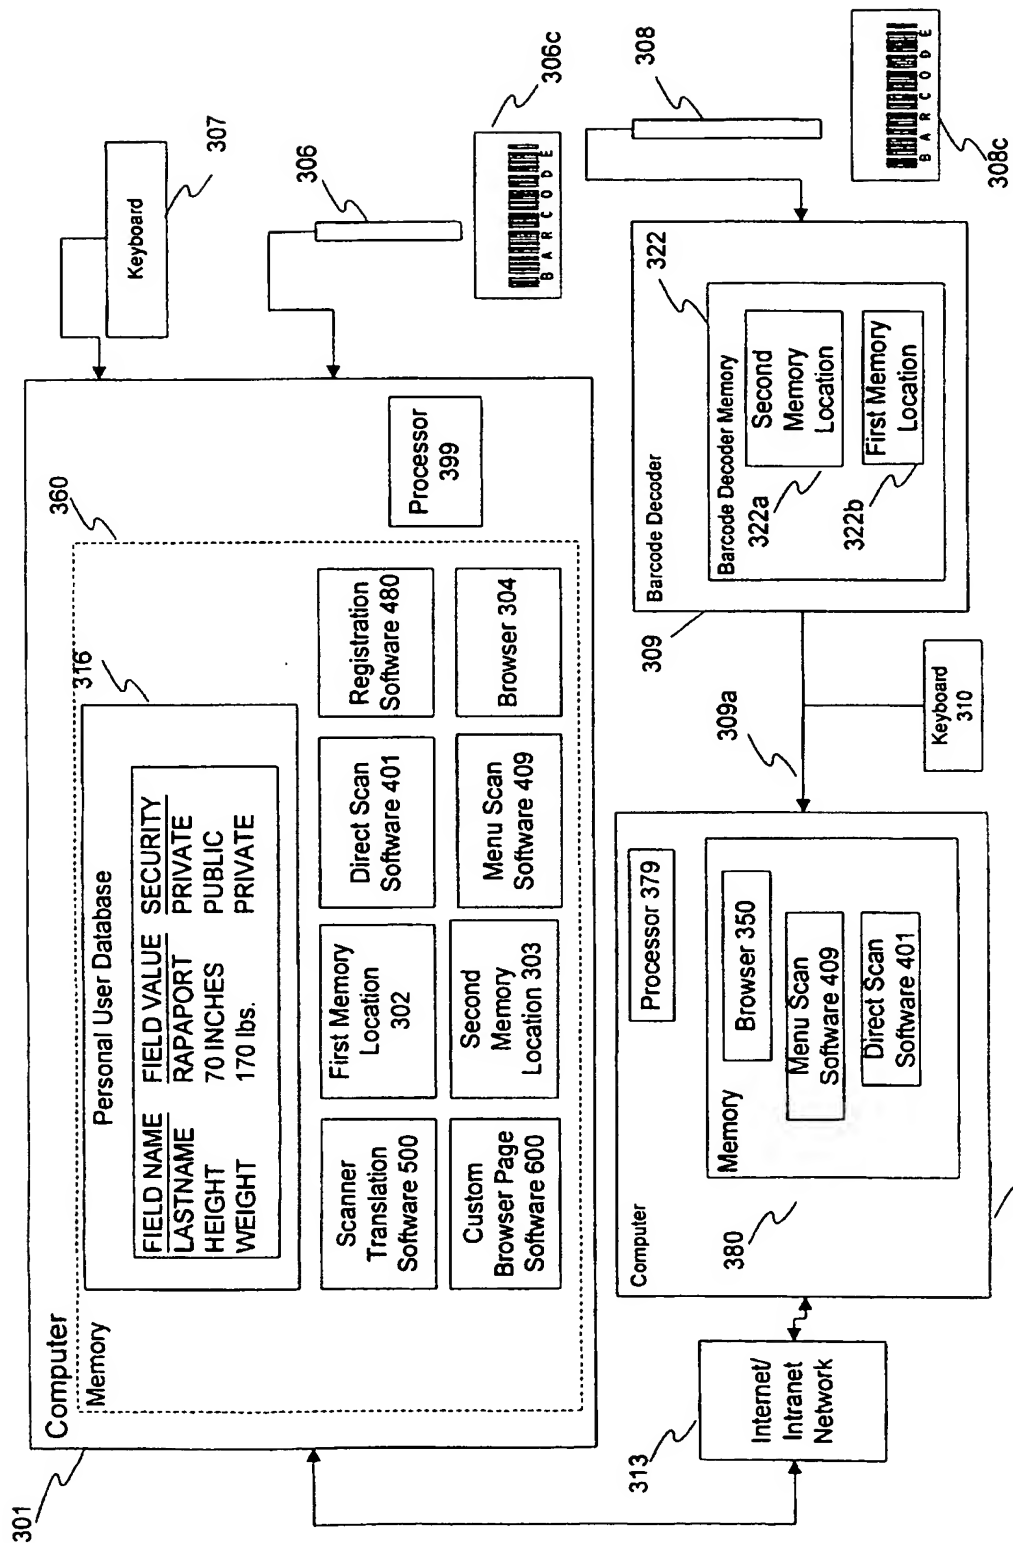 301
Computer
Memory
360
316
Personal User Database
FIELD NAME FIELD VALUE SECURITY
LASTNAME RAPAPORT PRIVATE
HEIGHT 70 INCHES PUBLIC
WEIGHT 170 lbs. PRIVATE
Scanner
Translation
Software 500
First Memory
Location
302
Direct Scan
Software 401
Registration
Software 480
Custom
Browser Page
Software 600
Second
Memory
Location 303
Menu Scan
Software 409
Browser 304
Processor
399
Keyboard
307
306
BARCODE
306c
313
Internet/
Intranet
Network
Computer
Processor 379
Memory
380
Browser 350
Menu Scan
Software 409
Direct Scan
Software 401
309a
Keyboard
310
309
Barcode Decoder
322
Barcode Decoder Memory
Second
Memory
Location
322a
First Memory
Location
322b
308
BARCODE
308c